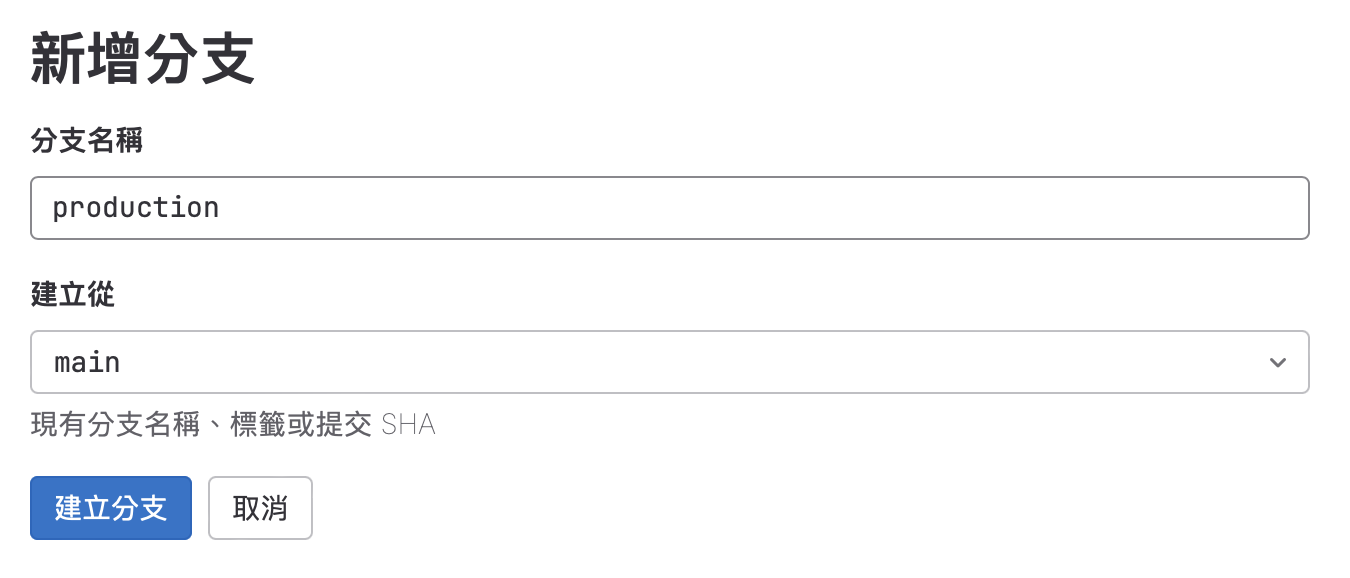 新增分支
分支名稱
production
建立從
main
現有分支名稱、標籤或提交 SHA
建立分支 取消